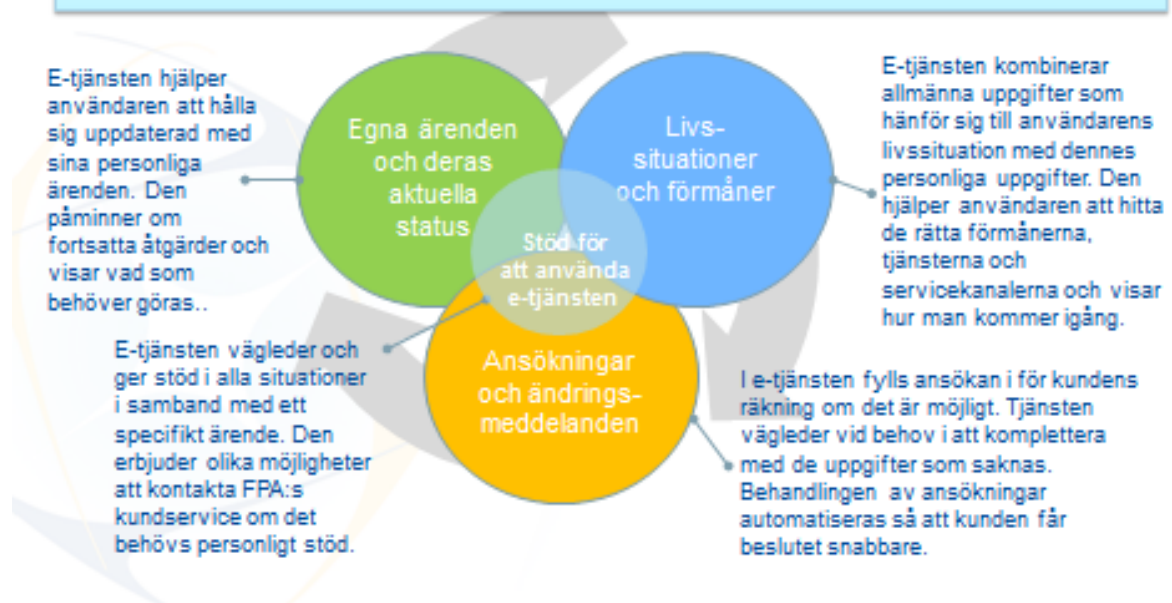 E-tjänsten hjälper
användaren att hålla
sig uppdaterad med
sina personliga
ärenden. Den
påminner om
fortsatta åtgärder och
visar vad som
behöver göras..
Egna ärenden
och deras
aktuella
status
Livs-
situationer
och förmåner
E-tjänsten kombinerar
allmänna uppgifter som
hänför sig till användarens
livssituation med dennes
personliga uppgifter. Den
hjälper användaren att hitta
de rätta förmånerna,
tjänsterna och
servicekanalerna och visar
hur man kommer igång.
Stöd för
att använda
e-tjänsten
E-tjänsten vägleder och
ger stöd i alla situationer
i samband med ett
specifikt ärende. Den
erbjuder olika möjligheter
att kontakta FPA:s
kundservice om det
behövs personligt stöd.
Ansökningar
och ändrings-
meddelanden
I e-tjänsten fylls ansökan i för kundens
räkning om det är möjligt. Tjänsten
vägleder vid behov i att komplettera
med de uppgifter som saknas.
Behandlingen av ansökningar
automatiseras så att kunden får
beslutet snabbare.